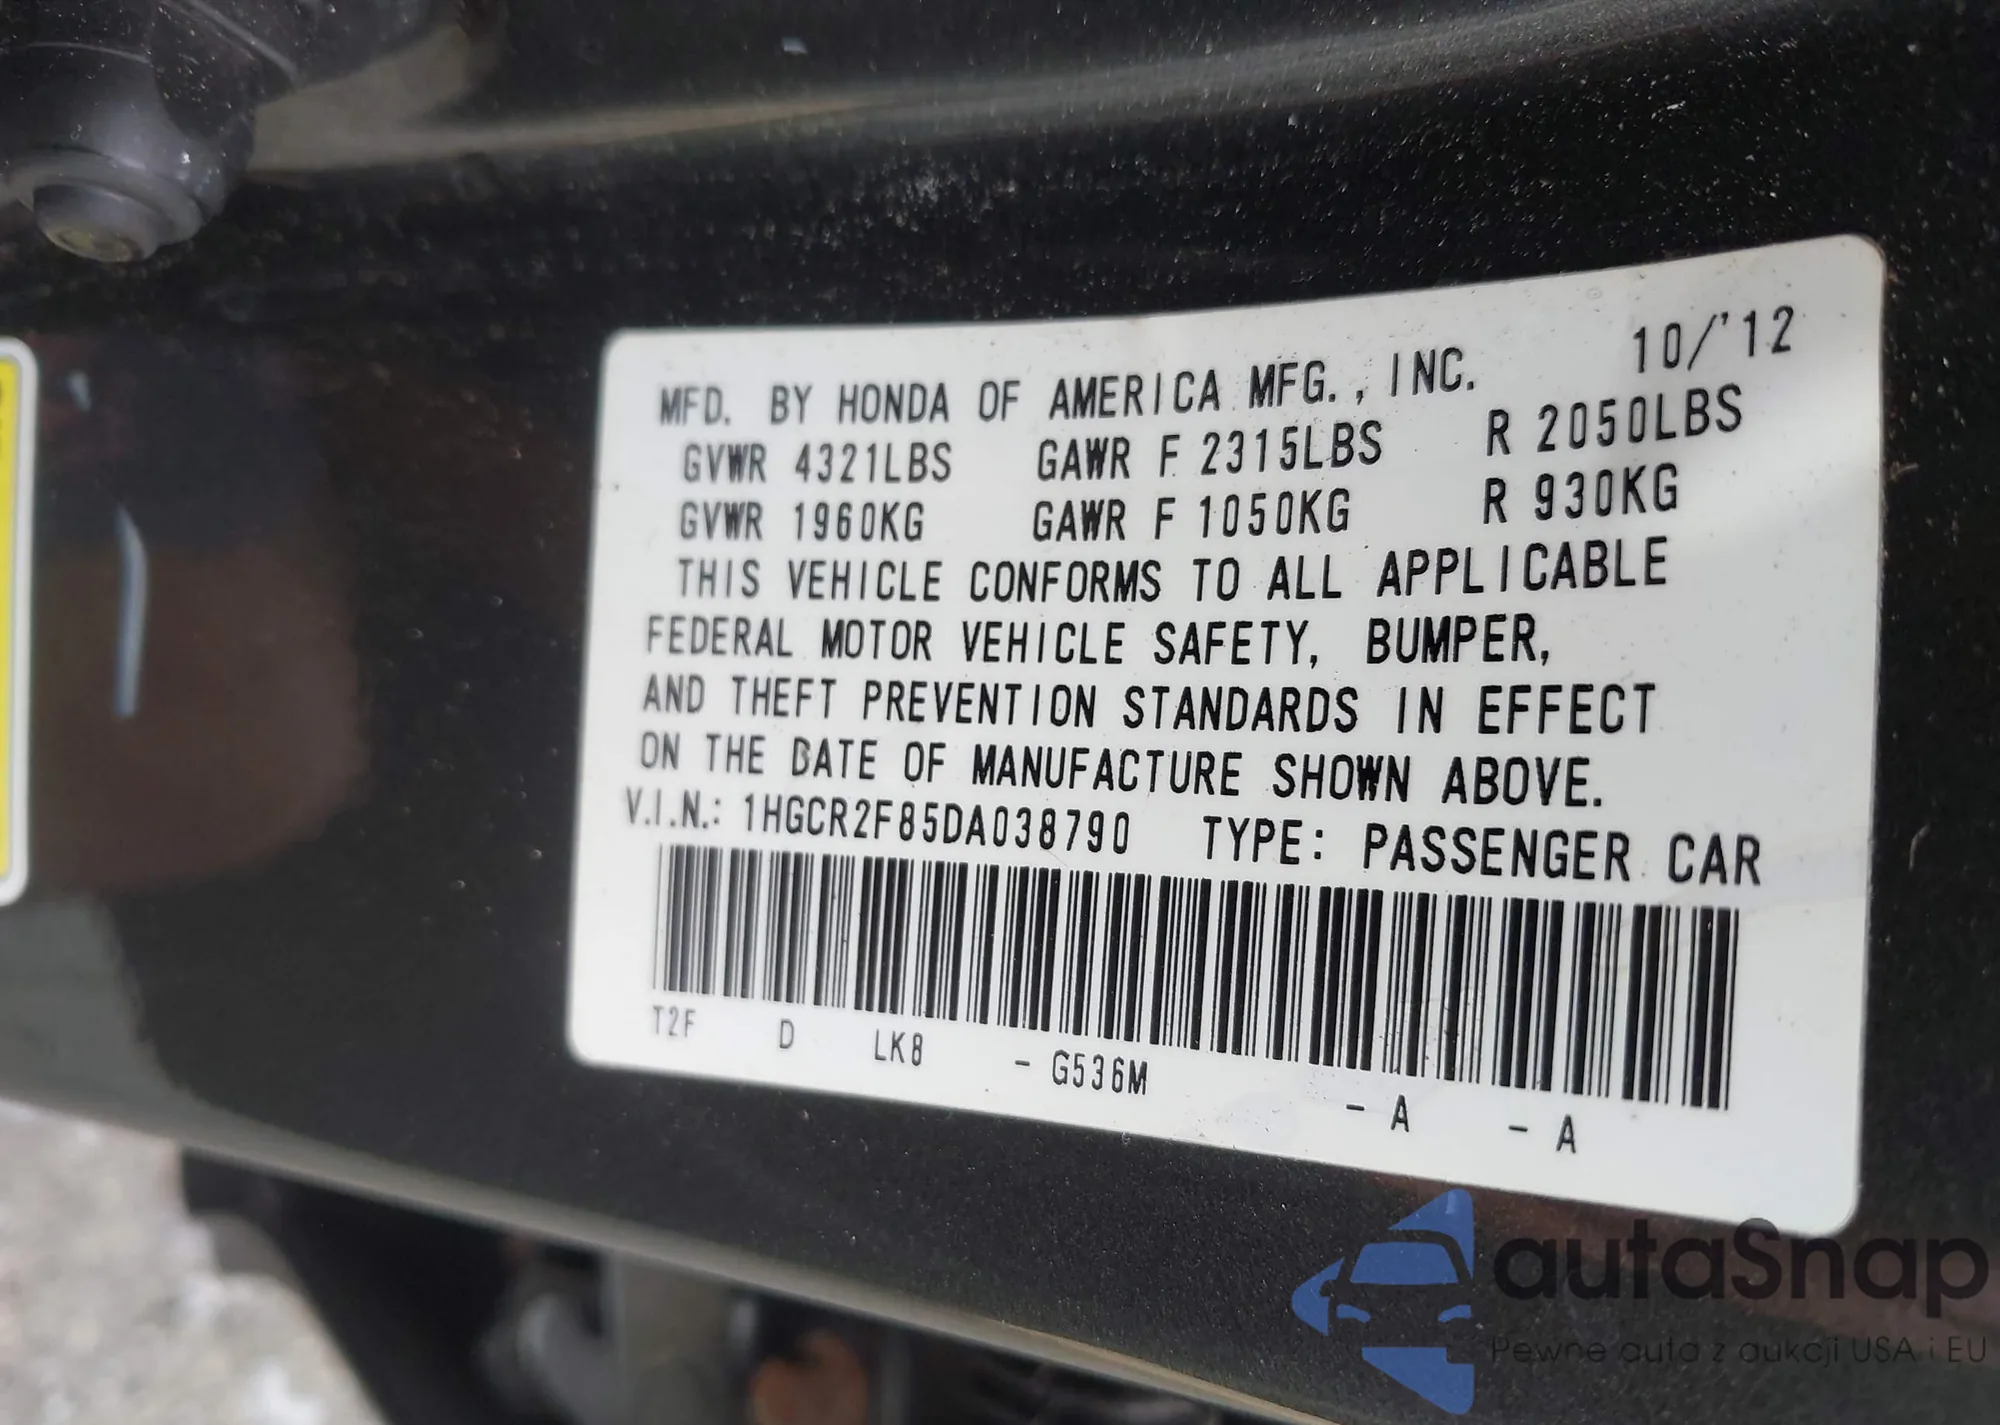 MFD. BY HONDA OF AMERICA MFG., INC. 10/'12
GVWR 4321LBS GAWR F 2315LBS R 2050LBS
GVWR 1960KG GAWR F 1050KG R 930KG
THIS VEHICLE CONFORMS TO ALL APPLICABLE
FEDERAL MOTOR VEHICLE SAFETY, BUMPER,
AND THEFT PREVENTION STANDARDS IN EFFECT
ON THE DATE OF MANUFACTURE SHOWN ABOVE.
V.I.N.: 1HGCR2F85DA038790 TYPE: PASSENGER CAR
T2F D LK8 - G536M - A - A
autaSnap
Pewne auta z aukcji USA i EU